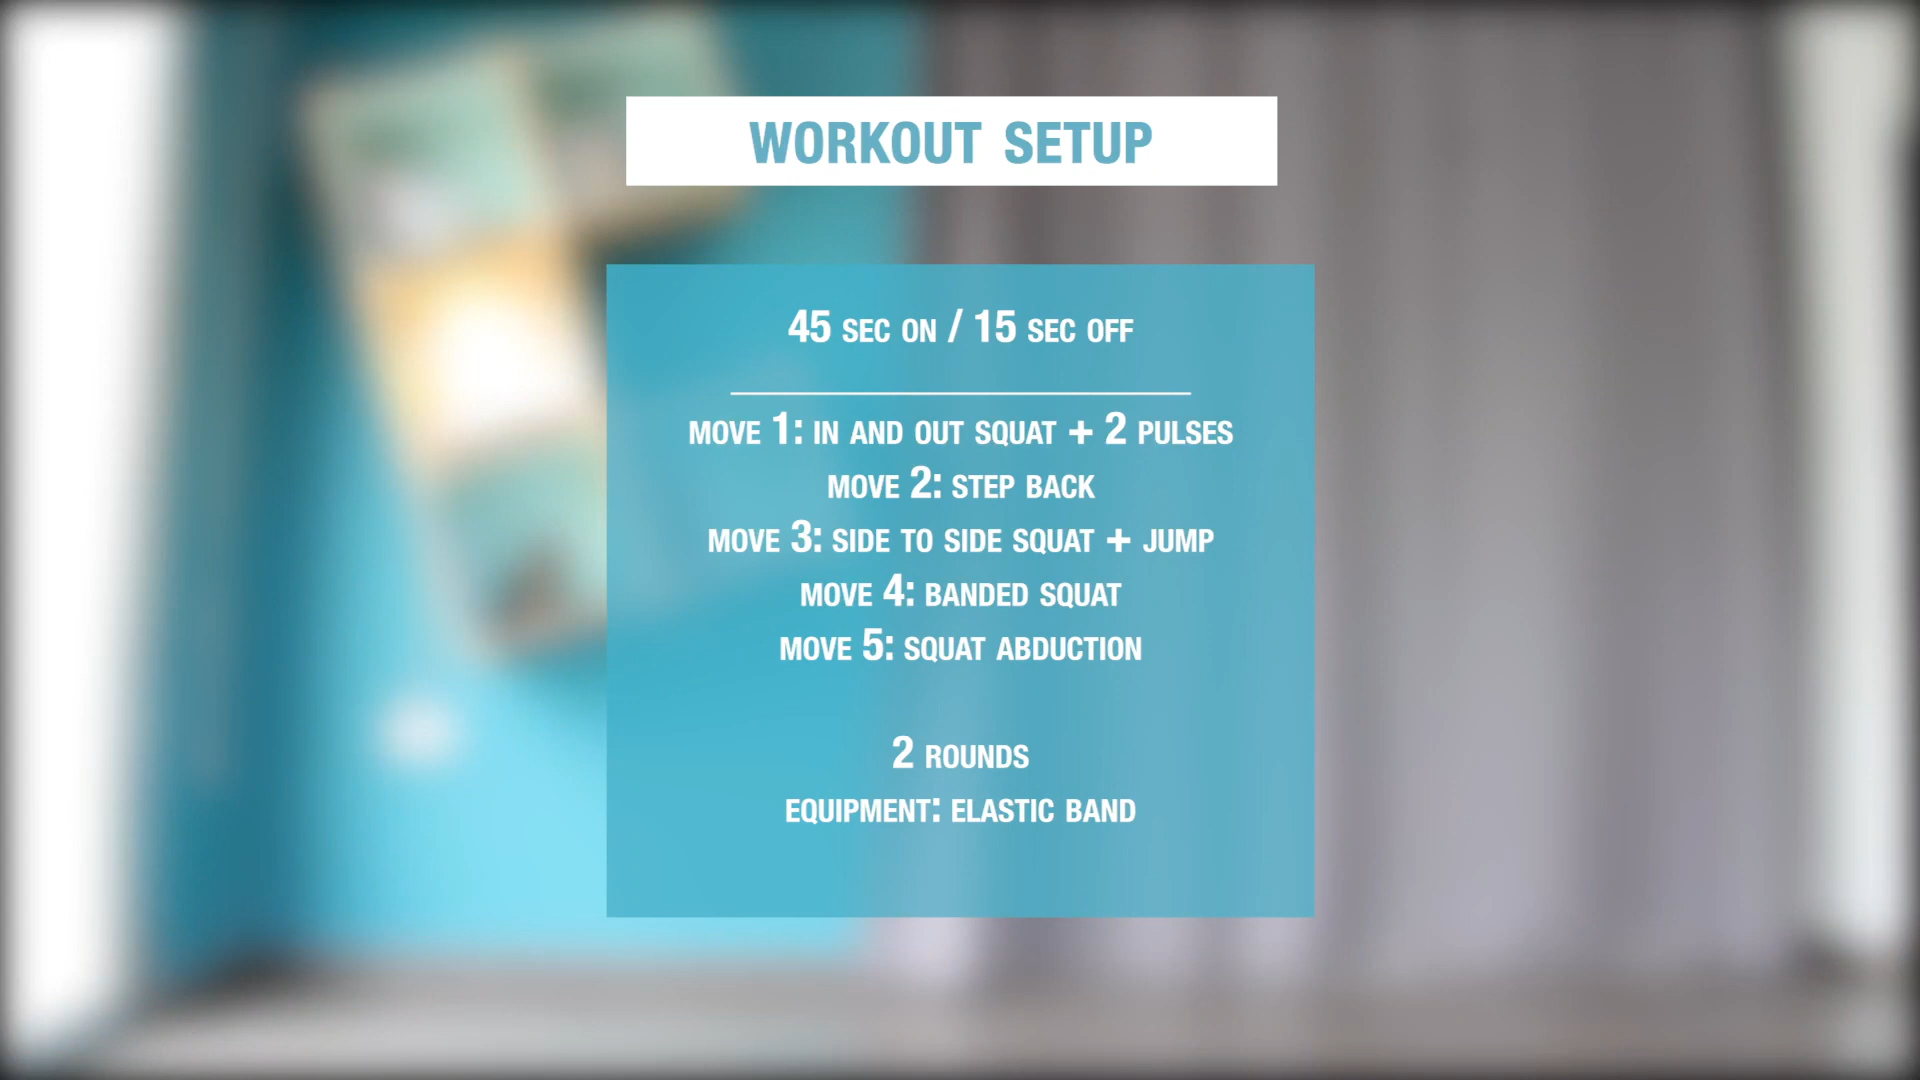 WORKOUT SETUP
45 SEC ON / 15 SEC OFF
MOVE 1: IN AND OUT SQUAT + 2 PULSES
MOVE 2: STEP BACK
MOVE 3: SIDE TO SIDE SQUAT + JUMP
MOVE 4: BANDED SQUAT
MOVE 5: SQUAT ABDUCTION
2 ROUNDS
EQUIPMENT: ELASTIC BAND